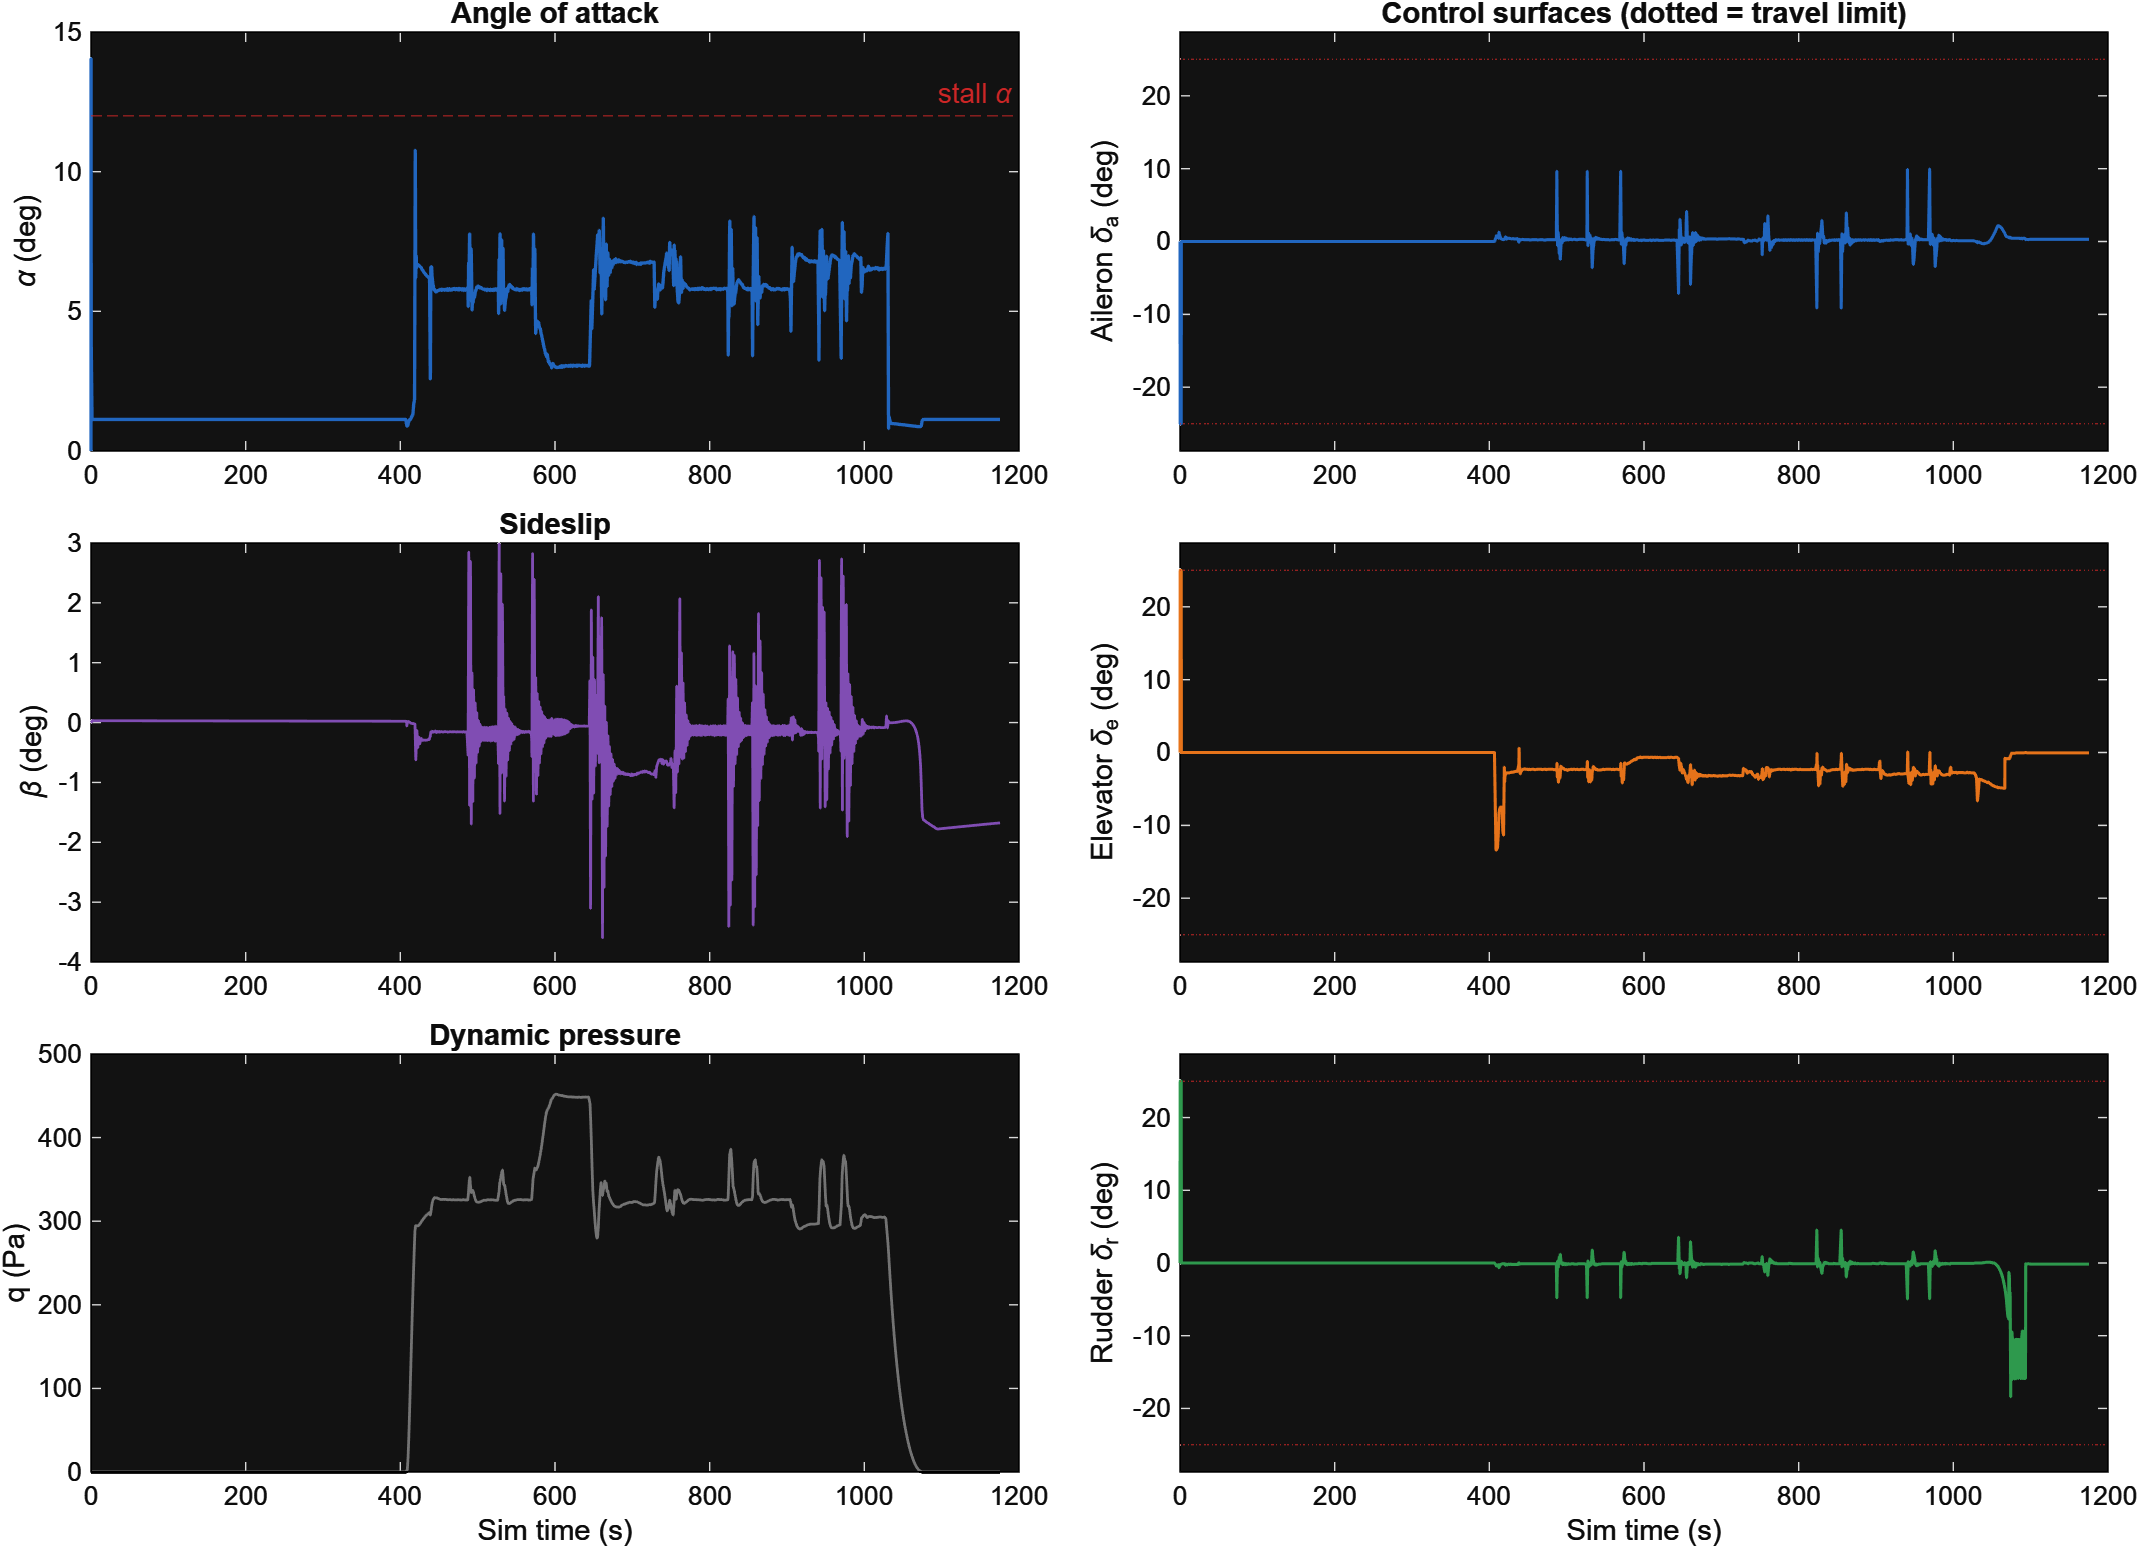 Angle of attack
15
10
5
0
α (deg)
stall α
0 200 400 600 800 1000 1200
Control surfaces (dotted = travel limit)
20
10
0
-10
-20
Aileron δa (deg)
0 200 400 600 800 1000 1200
Sideslip
3
2
1
0
-1
-2
-3
-4
β (deg)
0 200 400 600 800 1000 1200
20
10
0
-10
-20
Elevator δe (deg)
0 200 400 600 800 1000 1200
Dynamic pressure
500
400
300
200
100
0
q (Pa)
0 200 400 600 800 1000 1200
Sim time (s)
20
10
0
-10
-20
Rudder δr (deg)
0 200 400 600 800 1000 1200
Sim time (s)